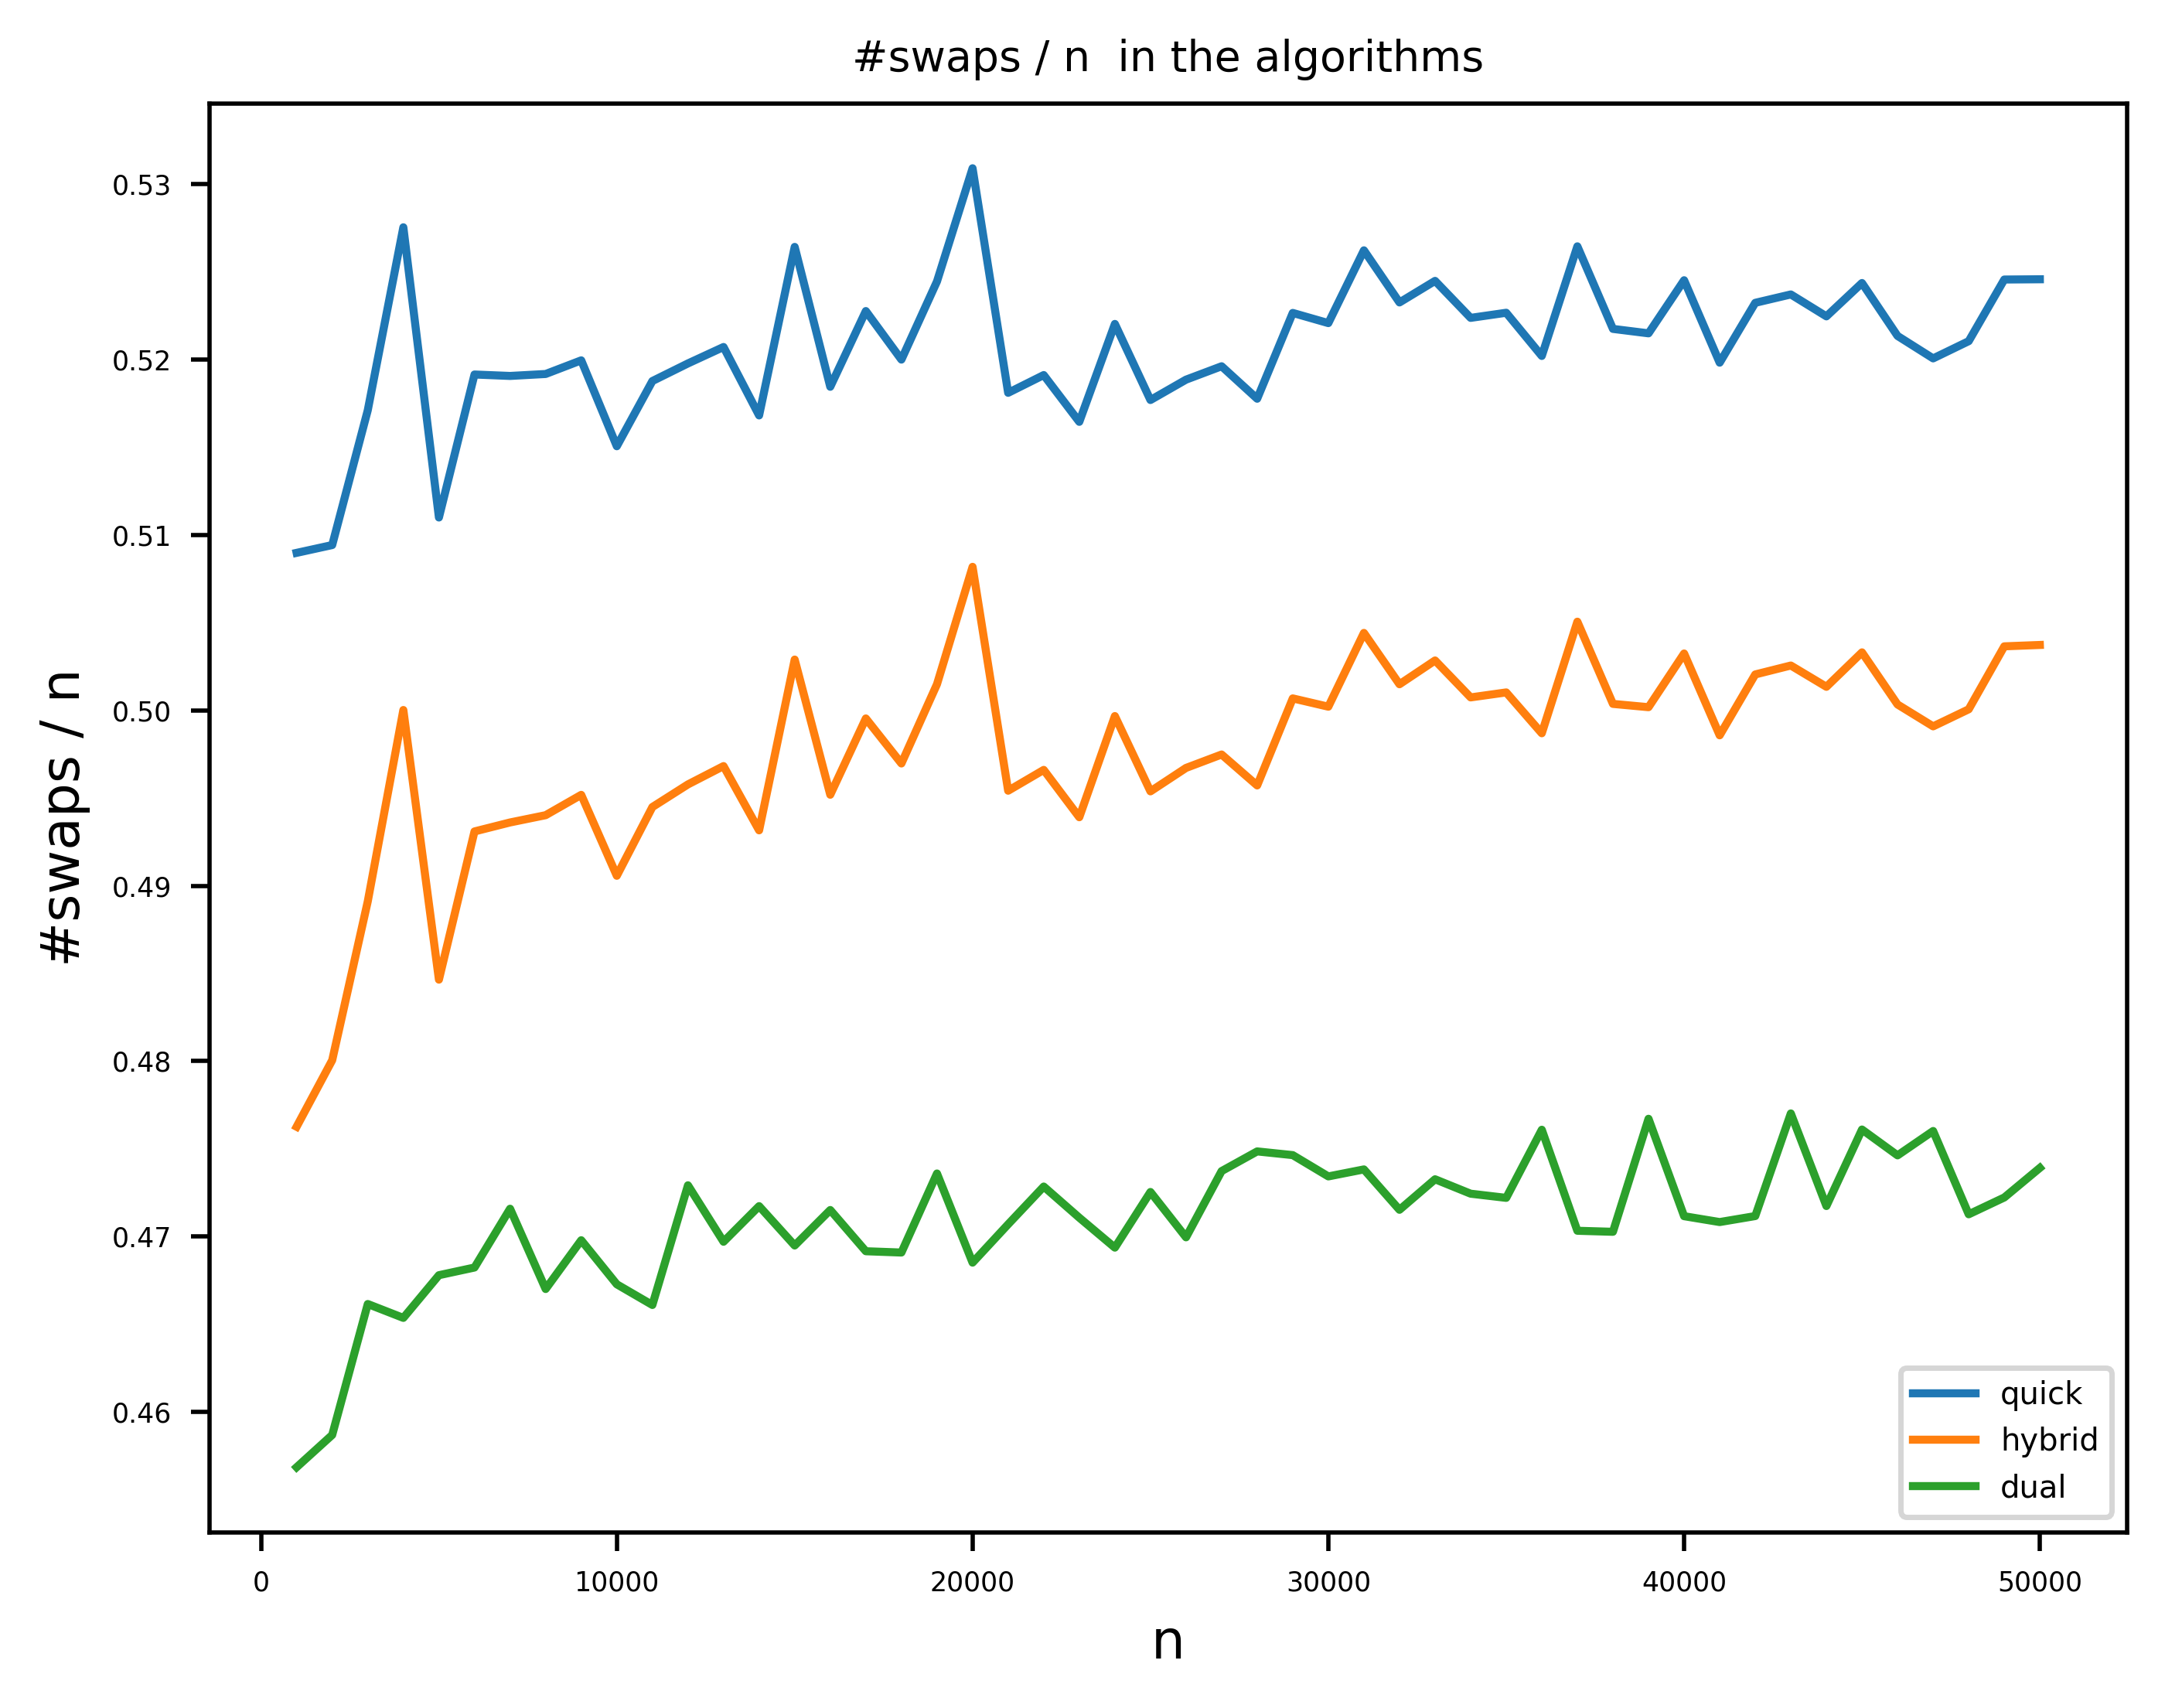 #swaps / n  in the algorithms
0.53
0.52
0.51
0.50
0.49
0.48
0.47
0.46
#swaps / n
0 10000 20000 30000 40000 50000
n
quick
hybrid
dual